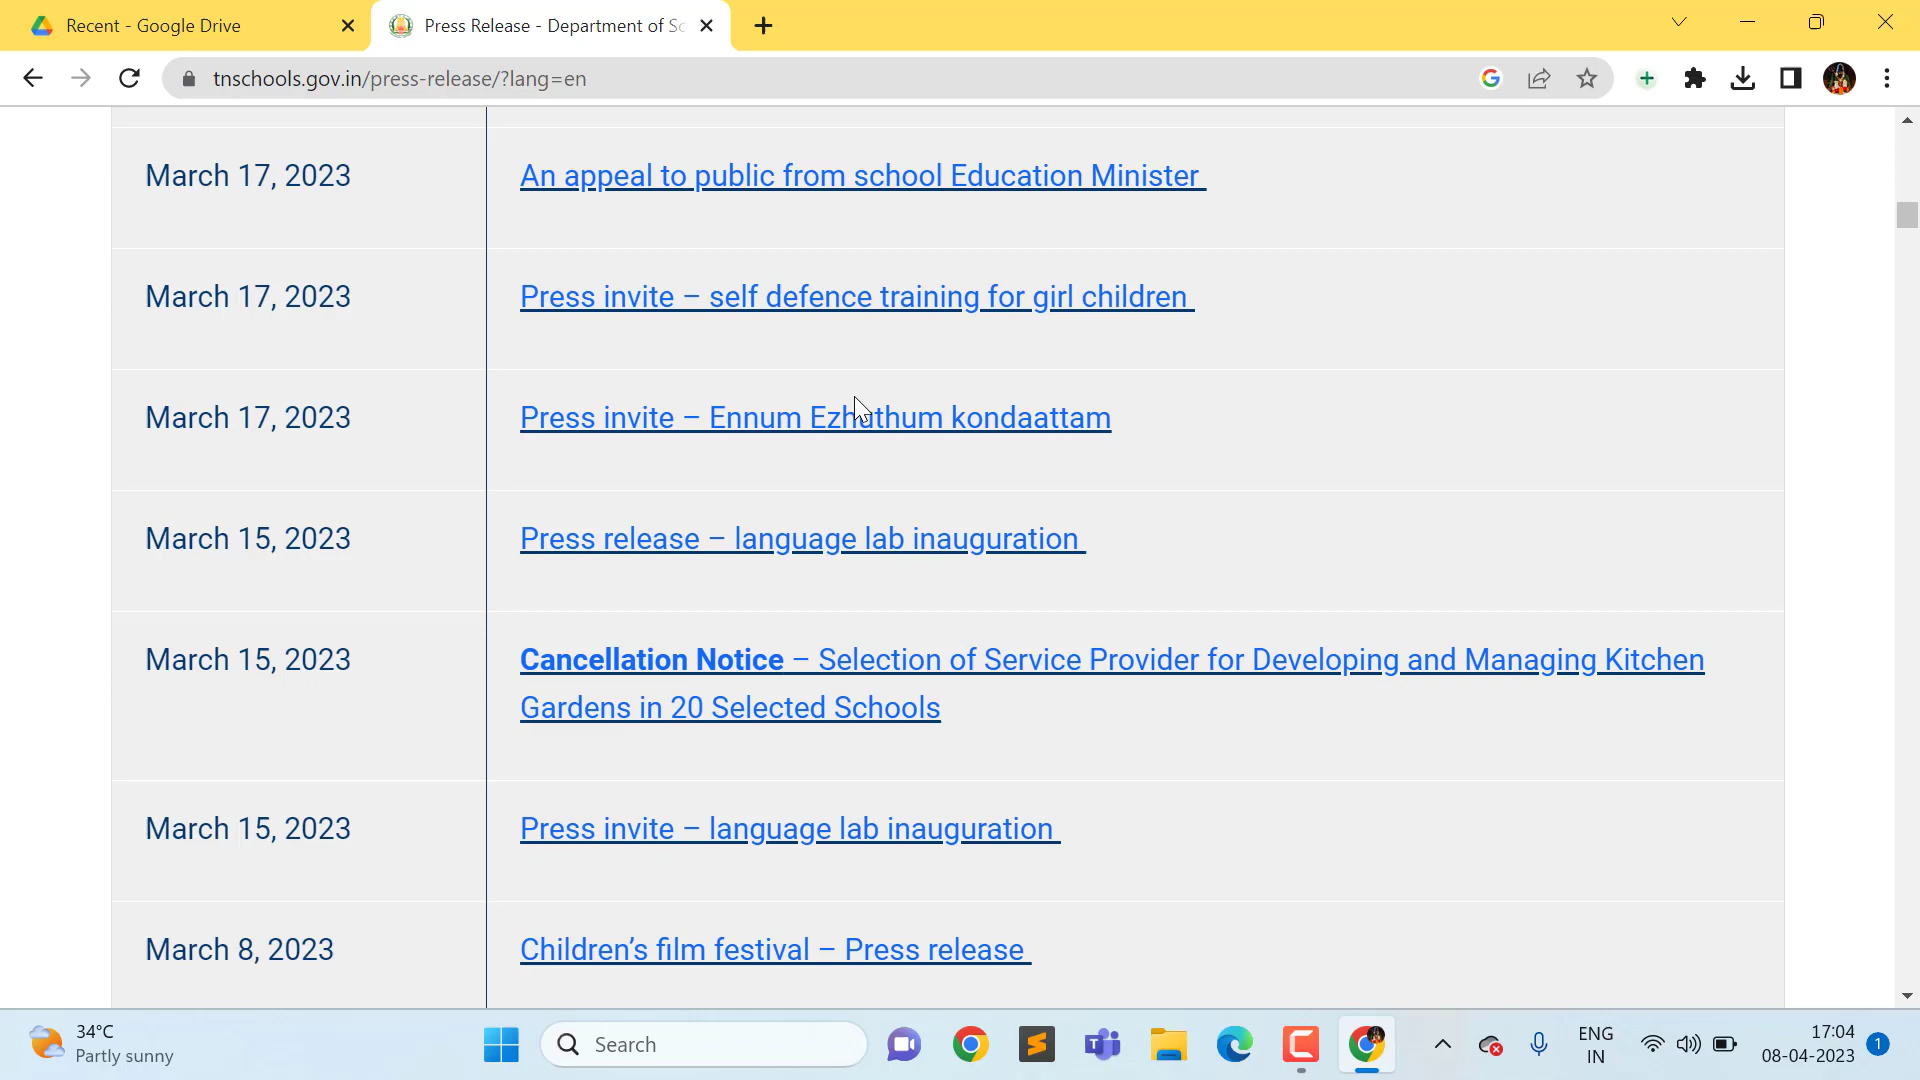 Recent - Google Drive
Press Release - Department of Sc
tnschools.gov.in/press-release/?lang=en
March 17, 2023
An appeal to public from school Education Minister
March 17, 2023
Press invite – self defence training for girl children
March 17, 2023
Press invite – Ennum Ezhuthum kondaattam
March 15, 2023
Press release – language lab inauguration
March 15, 2023
Cancellation Notice – Selection of Service Provider for Developing and Managing Kitchen
Gardens in 20 Selected Schools
March 15, 2023
Press invite – language lab inauguration
March 8, 2023
Children’s film festival – Press release
34°C
Partly sunny
Search
ENG
IN
17:04
08-04-2023
1